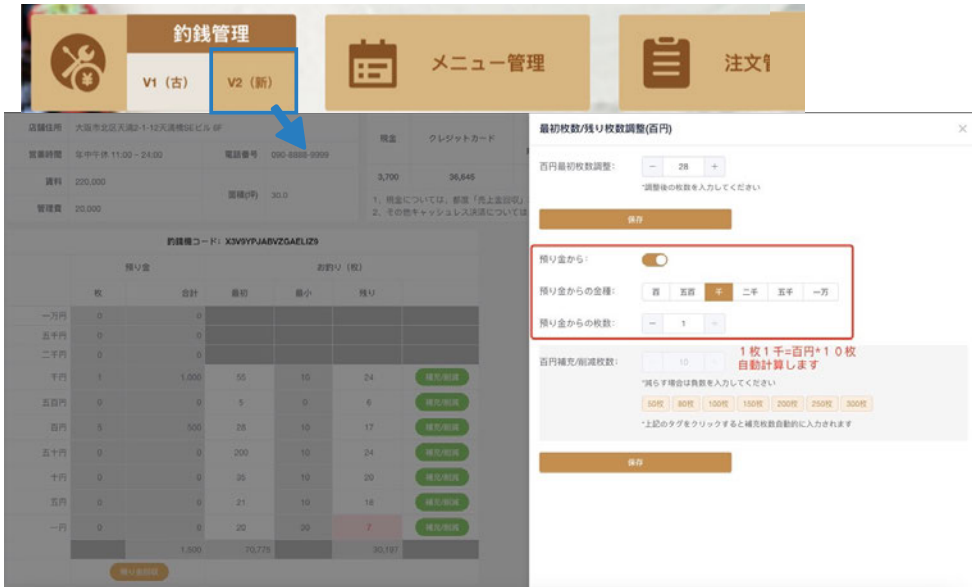 釣銭管理
V1（古）
V2（新）
メニュー管理
注文管
店舗住所 大阪市北区天満2-1-12天満橋SEビル 6F
営業時間 年中無休 11:00 ~ 24:00 電話番号 090-8888-9999
賃料 220,000
面積(坪) 30.0
管理費 20,000
現金 クレジットカード
3,700 36,645
1、現金については、都度「売上金回収」
2、その他キャッシュレス決済については
釣銭機コード: X3V9YPJABVZGAELIZ9
預り金 お釣り（枚）
枚 合計 最初 最小 残り
一万円 0 0
五千円 0 0
二千円 0 0
千円 1 1,000 55 10 24 補充/削減
五百円 0 0 5 0 6 補充/削減
百円 5 500 28 10 17 補充/削減
五十円 0 0 200 10 24 補充/削減
十円 0 0 35 10 20 補充/削減
五円 0 0 21 10 18 補充/削減
一円 0 0 20 30 7 補充/削減
1,500 70,776 30,197
預り金回収
最初枚数/残り枚数調整(百円)
百円最初枚数調整: − 28 +
*調整後の枚数を入力してください
保存
預り金から:
預り金からの金種: 百 五百 千 二千 五千 一万
預り金からの枚数: − 1 +
百円補充/削減枚数: − 10
1枚1千=百円*10枚
自動計算します
*減らす場合は負数を入力してください
50枚 80枚 100枚 150枚 200枚 250枚 300枚
*上記のタグをクリックすると補充枚数自動的に入力されます
保存